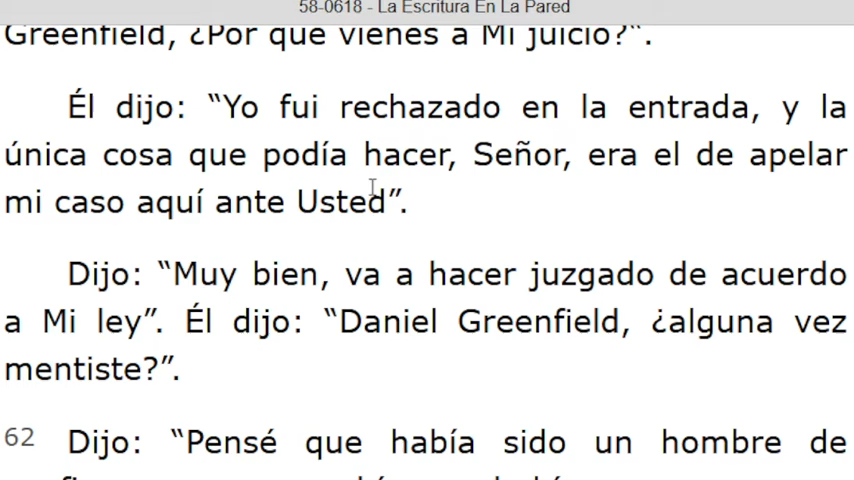 58-0618 - La Escritura En La Pared
Greenfield, ¿Por qué vienes a Mi juicio?“.
Él dijo: “Yo fui rechazado en la entrada, y la
única cosa que podía hacer, Señor, era el de apelar
mi caso aquí ante Usted”.
Dijo: “Muy bien, va a hacer juzgado de acuerdo
a Mi ley”. Él dijo: “Daniel Greenfield, ¿alguna vez
mentiste?”.
62 Dijo: “Pensé que había sido un hombre de